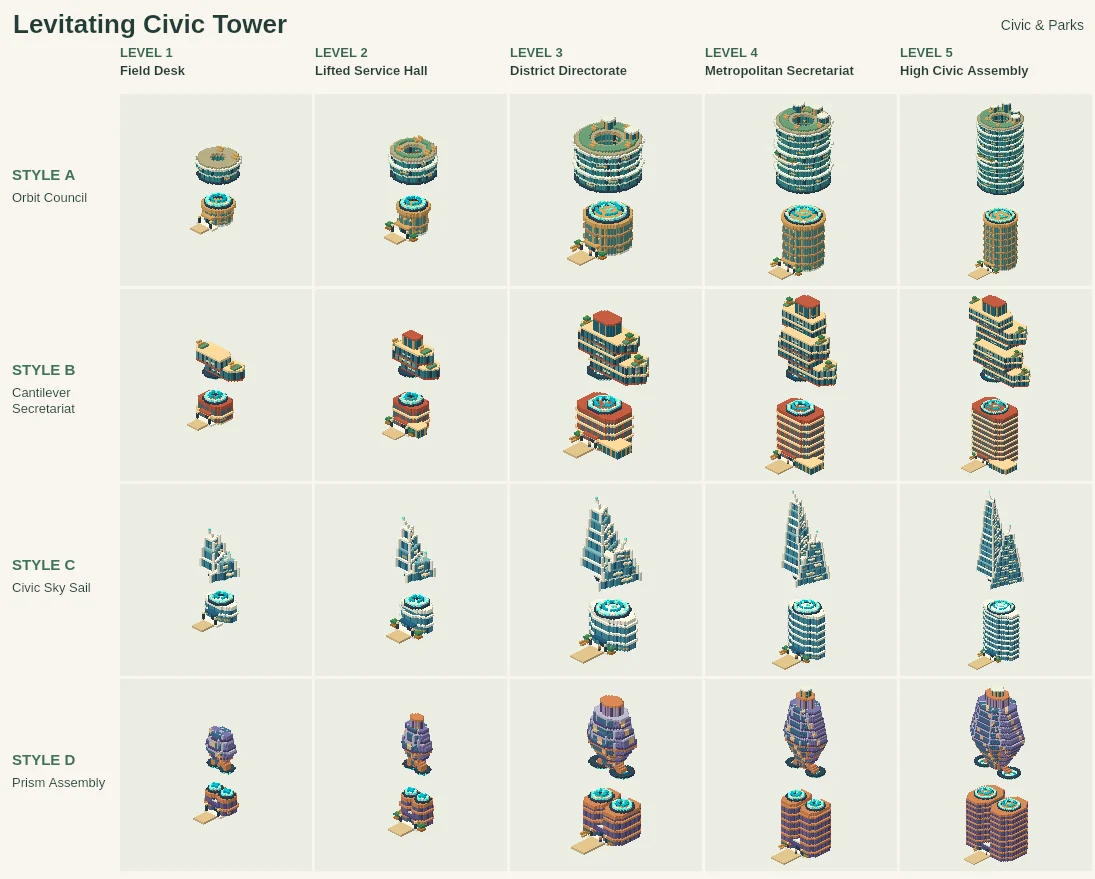 Levitating Civic Tower
Civic & Parks
LEVEL 1
Field Desk
LEVEL 2
Lifted Service Hall
LEVEL 3
District Directorate
LEVEL 4
Metropolitan Secretariat
LEVEL 5
High Civic Assembly
STYLE A
Orbit Council
STYLE B
Cantilever
Secretariat
STYLE C
Civic Sky Sail
STYLE D
Prism Assembly